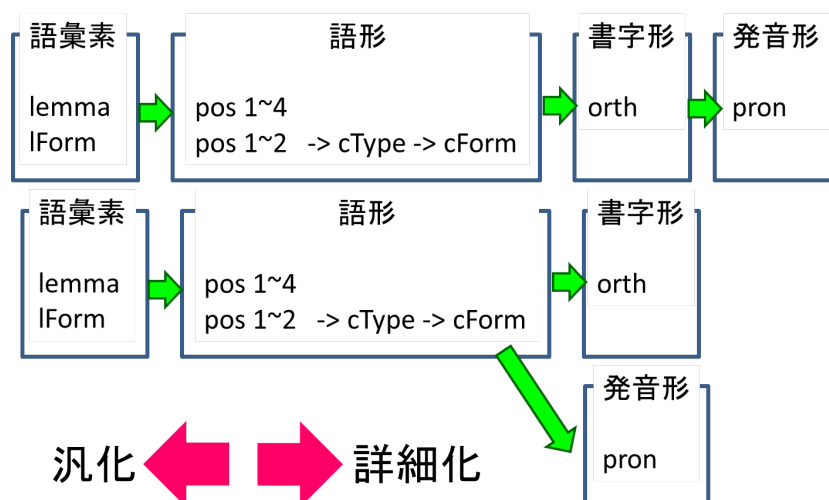 語彙素
lemma
lForm
語形
pos 1~4
pos 1~2 -> cType -> cForm
書字形
orth
発音形
pron
語彙素
lemma
lForm
語形
pos 1~4
pos 1~2 -> cType -> cForm
書字形
orth
発音形
pron
汎化
詳細化